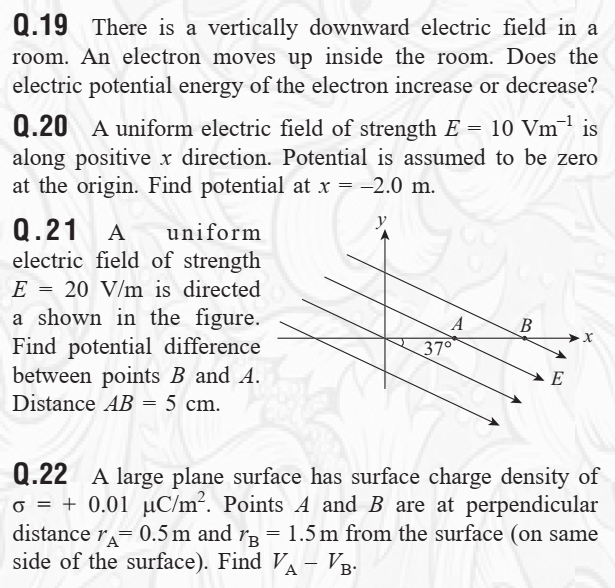 Q.19 There is a vertically downward electric field in a
room. An electron moves up inside the room. Does the
electric potential energy of the electron increase or decrease?
Q.20 A uniform electric field of strength E = 10 Vm⁻¹ is
along positive x direction. Potential is assumed to be zero
at the origin. Find potential at x = –2.0 m.
Q.21 A uniform
electric field of strength
E = 20 V/m is directed
a shown in the figure.
Find potential difference
between points B and A.
Distance AB = 5 cm.
y
A
B
x
37°
E
Q.22 A large plane surface has surface charge density of
σ = + 0.01 μC/m². Points A and B are at perpendicular
distance r_A= 0.5 m and r_B = 1.5 m from the surface (on same
side of the surface). Find V_A – V_B.